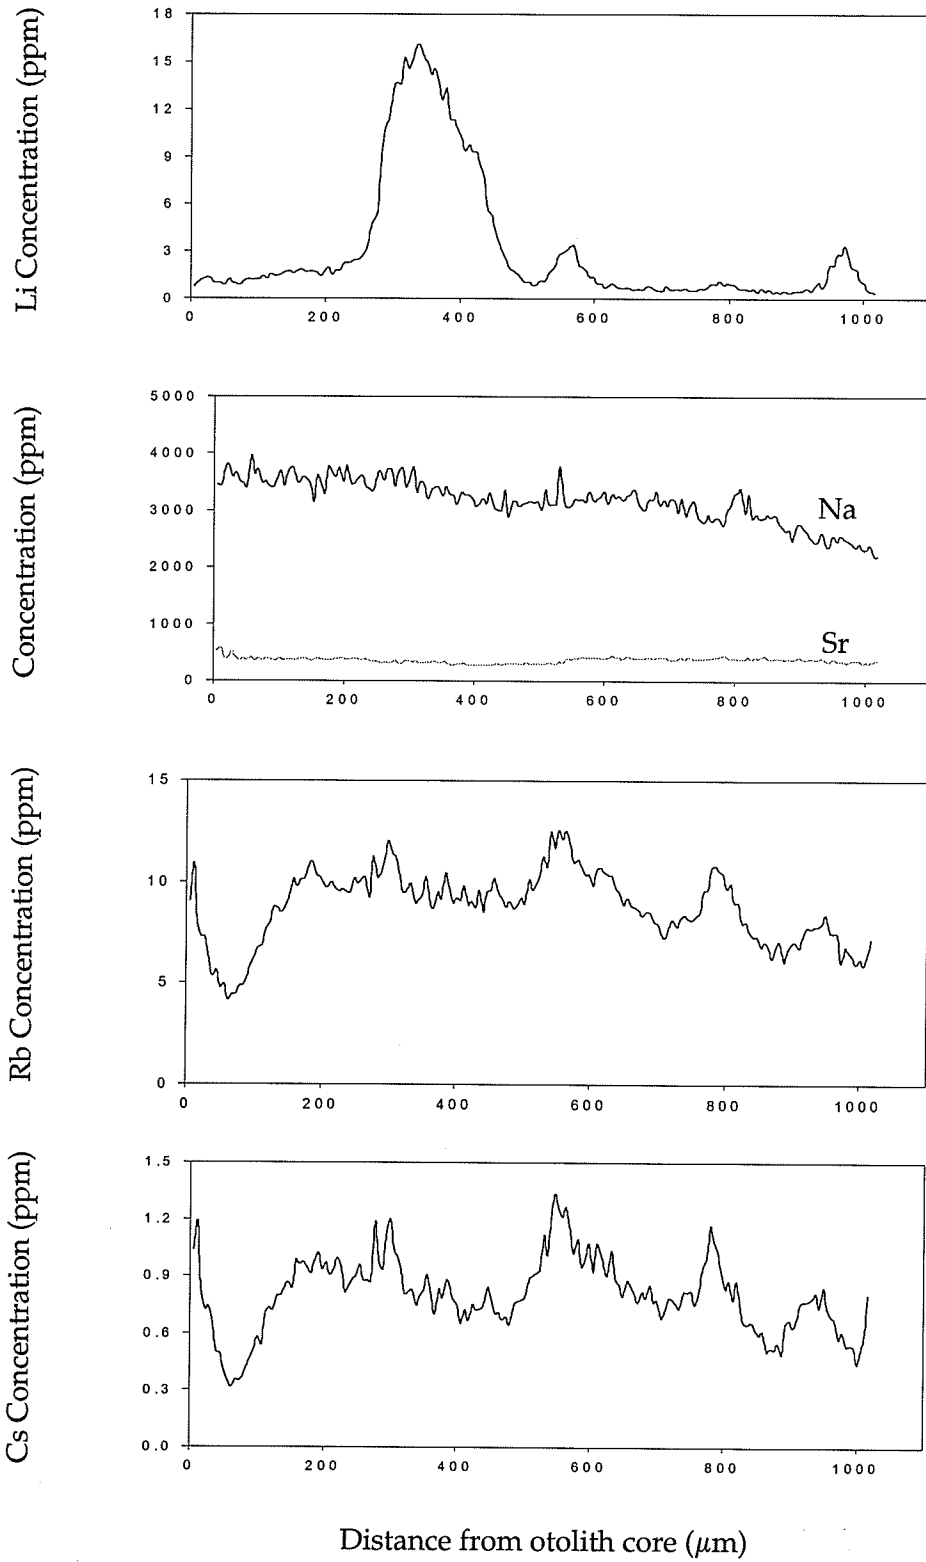 Li Concentration (ppm)
18
15
12
9
6
3
0
0 200 400 600 800 1000
Concentration (ppm)
5000
4000
3000
2000
1000
0
Na
Sr
0 200 400 600 800 1000
Rb Concentration (ppm)
15
10
5
0
0 200 400 600 800 1000
Cs Concentration (ppm)
1.5
1.2
0.9
0.6
0.3
0.0
0 200 400 600 800 1000
Distance from otolith core (μm)